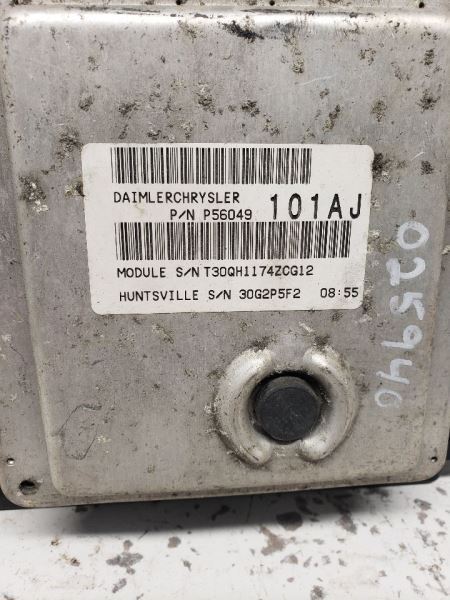 DAIMLERCHRYSLER
P/N P56049 101AJ
MODULE S/N T30QH1174ZCG12
HUNTSVILLE S/N 30G2P5F2 08:55
025940